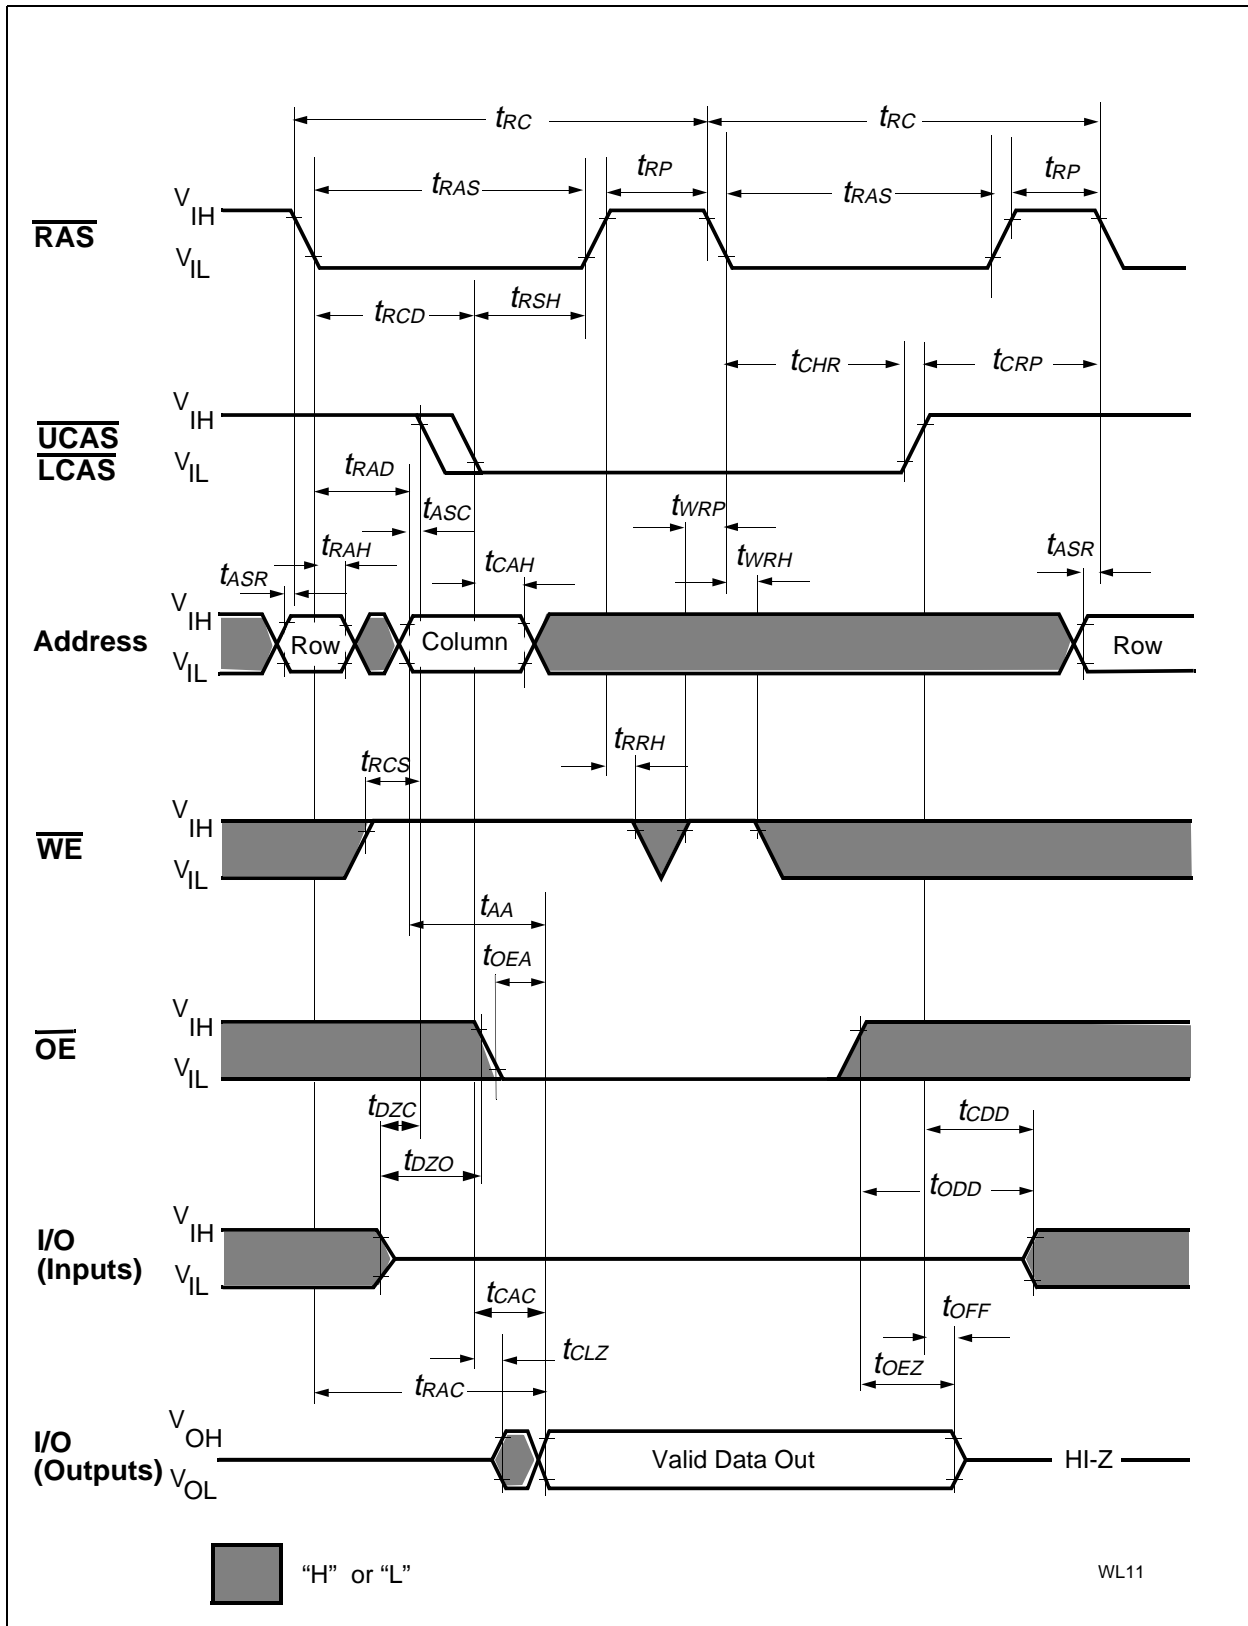 tRC tRC
tRAS tRP tRAS tRP
RAS VIH
VIL
tRCD tRSH
tCHR tCRP
UCAS VIH
LCAS VIL
tRAD
tASC tWRP
tASR tRAH tCAH tWRH tASR
Address VIH
VIL
Row Column Row
tRCS tRRH
WE VIH
VIL
tAA
tOEA
OE VIH
VIL
tDZC tCDD
tDZO tODD
I/O VIH
(Inputs) VIL
tCAC tOFF
tCLZ tOEZ
tRAC
I/O VOH
(Outputs) VOL
Valid Data Out HI-Z
“H” or “L”
WL11